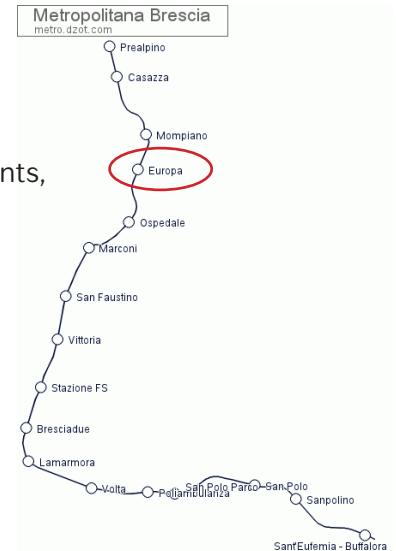 Metropolitana Brescia
metro.dzot.com
Prealpino
Casazza
Mompiano
nts,
Europa
Ospedale
Marconi
San Faustino
Vittoria
Stazione FS
Bresciadue
Lamarmora
Volta
Poliambulanza
San Polo Parco
San Polo
Sanpolino
Sant'Eufemia - Buffalora